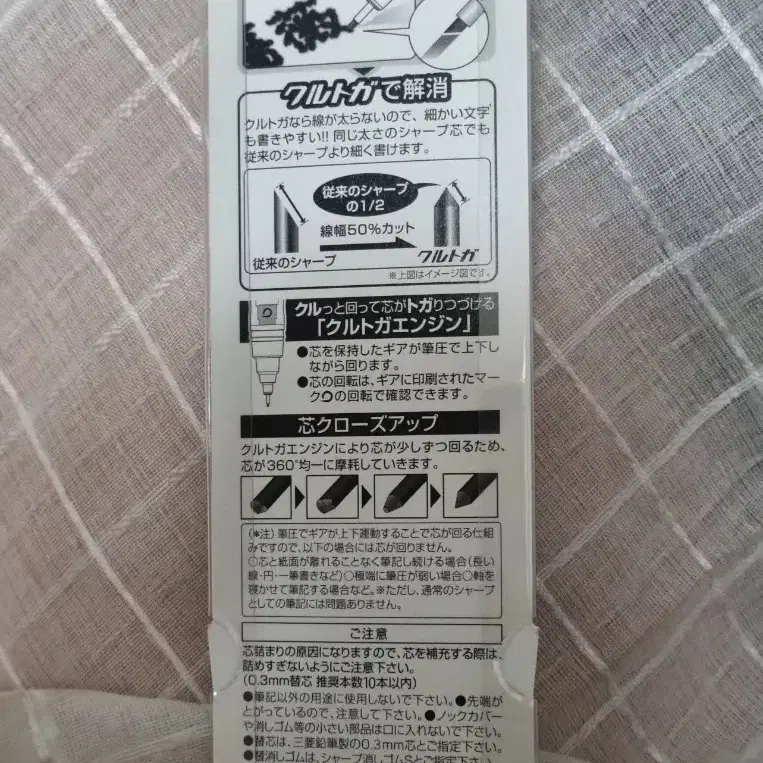 クルトガで解消
クルトガなら線が太らないので、細かい文字
も書きやすい!! 同じ太さのシャープ芯でも
従来のシャープより細く書けます。
従来のシャープ
の1/2
線幅50%カット
従来のシャープ
クルトガ
※上図はイメージ図です。
クルっと回って芯がトガりつづける
「クルトガエンジン」
●芯を保持したギアが筆圧で上下し
ながら回ります。
●芯の回転は、ギアに印刷されたマー
クの回転で確認できます。
芯クローズアップ
クルトガエンジンにより芯が少しずつ回るため、
芯が360°均一に摩耗していきます。
(*注) 筆圧でギアが上下運動することで芯が回る仕組
みですので、以下の場合には芯が回りません。
○芯と紙面が離れることなく筆記し続ける場合(長い
線・円・一筆書きなど)○極端に筆圧が弱い場合○軸を
寝かせて筆記する場合など。※ただし、通常のシャープ
としての筆記には問題ありません。
ご注意
芯詰まりの原因になりますので、芯を補充する際は、
詰めすぎないようにご注意下さい。
(0.3mm替芯 推奨本数10本以内)
●筆記以外の用途に使用しないで下さい。●先端が
とがっているので、注意して下さい。●ノックカバー
や消しゴム等の小さい部品は口に入れないで下さい。
●替芯は、三菱鉛筆製の0.3mm芯とご指定下さい。
●替消しゴムは、シャープ消しゴムSとご指定下さい。